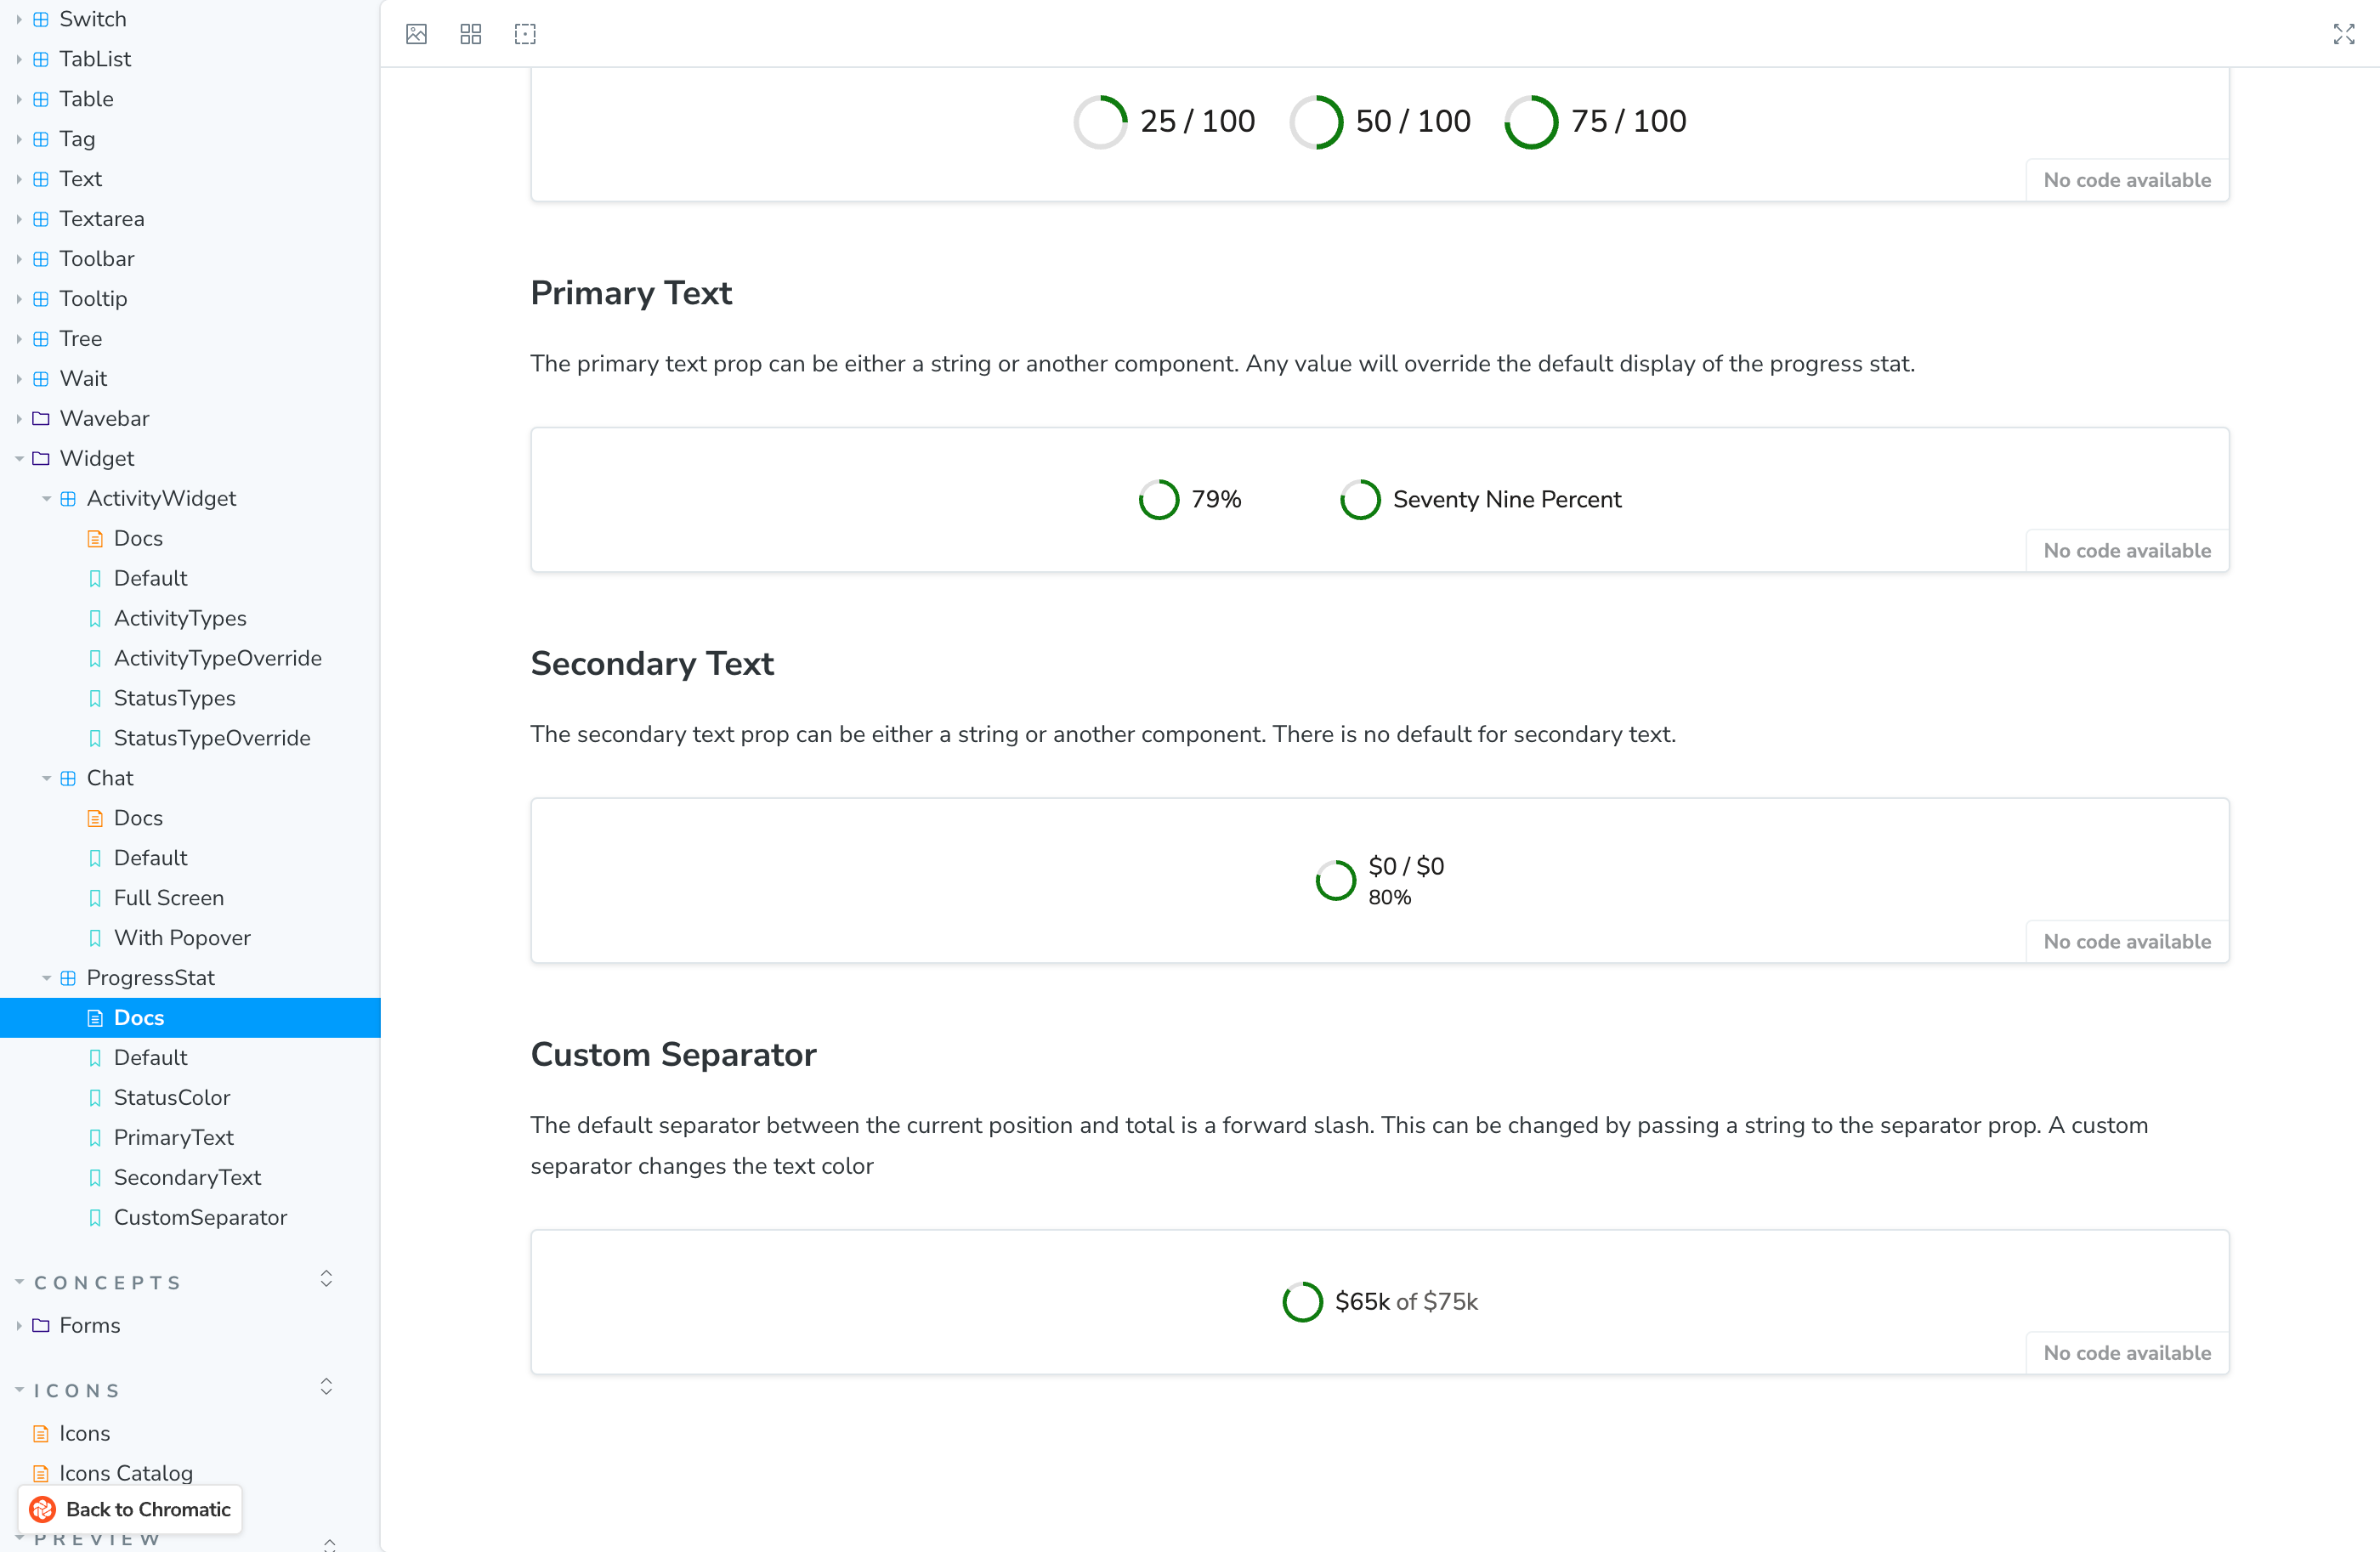 Switch
TabList
Table
Tag
Text
Textarea
Toolbar
Tooltip
Tree
Wait
Wavebar
Widget
ActivityWidget
Docs
Default
ActivityTypes
ActivityTypeOverride
StatusTypes
StatusTypeOverride
Chat
Docs
Default
Full Screen
With Popover
ProgressStat
Docs
Default
StatusColor
PrimaryText
SecondaryText
CustomSeparator
CONCEPTS
Forms
ICONS
Icons
Icons Catalog
Back to Chromatic
PREVIEW
25 / 100 50 / 100 75 / 100
No code available
Primary Text
The primary text prop can be either a string or another component. Any value will override the default display of the progress stat.
79% Seventy Nine Percent
No code available
Secondary Text
The secondary text prop can be either a string or another component. There is no default for secondary text.
$0 / $0
80%
No code available
Custom Separator
The default separator between the current position and total is a forward slash. This can be changed by passing a string to the separator prop. A custom
separator changes the text color
$65k of $75k
No code available